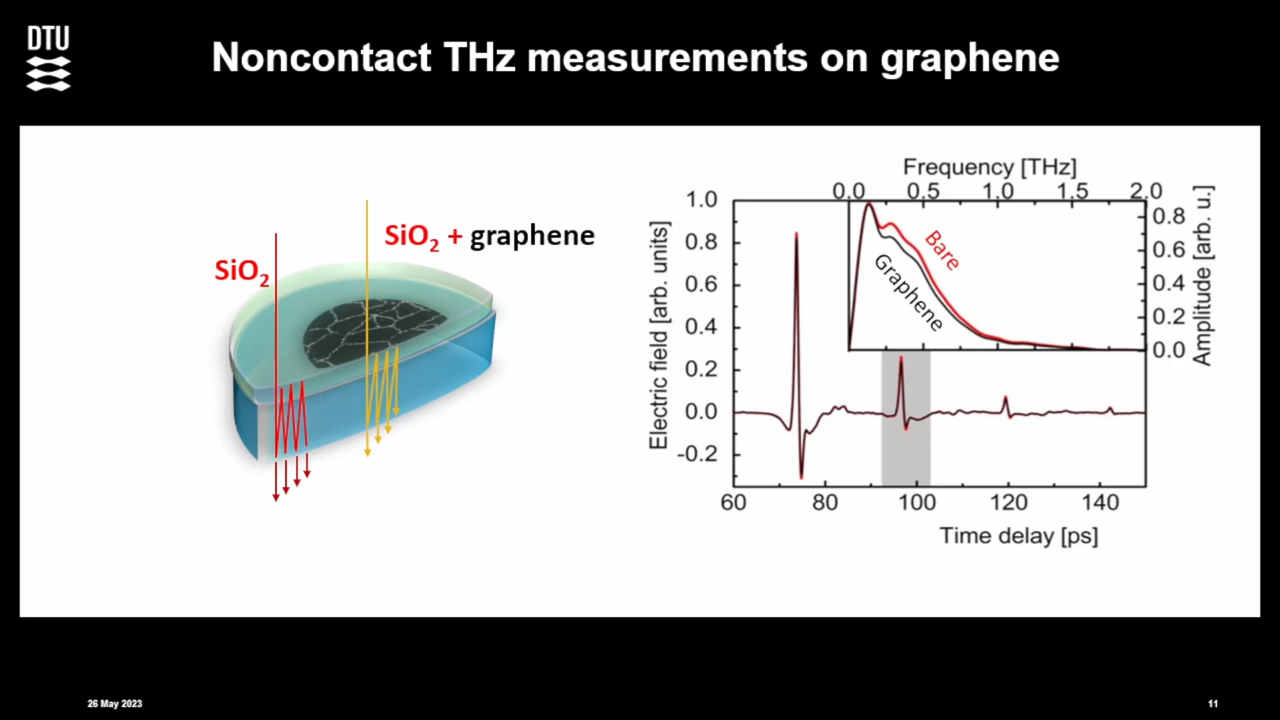 DTU
Noncontact THz measurements on graphene
SiO2
SiO2 + graphene
Frequency [THz]
0.0 0.5 1.0 1.5 2.0
Bare
Graphene
0.8
0.6
0.4
0.2
0.0
Amplitude [arb. u.]
1.0
0.8
0.6
0.4
0.2
0.0
-0.2
Electric field [arb. units]
60 80 100 120 140
Time delay [ps]
26 May 2023
11